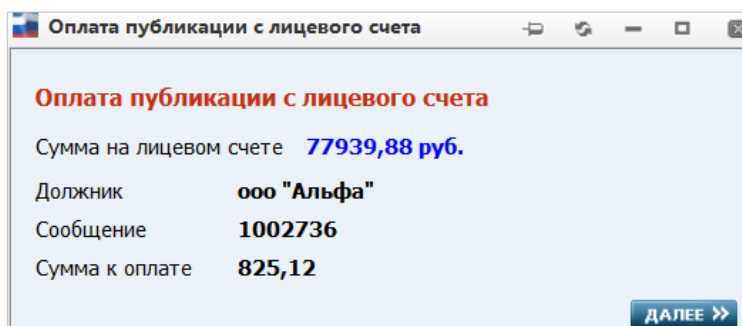 Оплата публикации с лицевого счета
Оплата публикации с лицевого счета
Сумма на лицевом счете 77939,88 руб.
Должник ооо "Альфа"
Сообщение 1002736
Сумма к оплате 825,12
ДАЛЕЕ